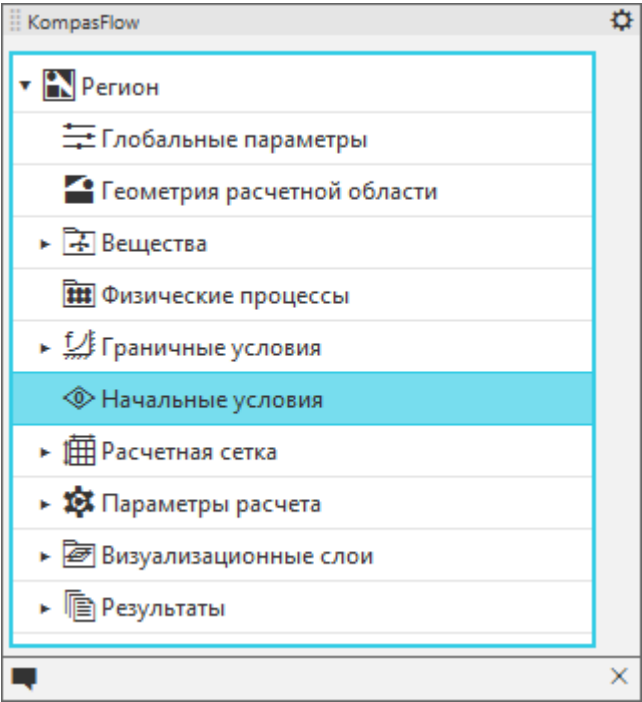 KompasFlow
Регион
Глобальные параметры
Геометрия расчетной области
Вещества
Физические процессы
Граничные условия
Начальные условия
Расчетная сетка
Параметры расчета
Визуализационные слои
Результаты